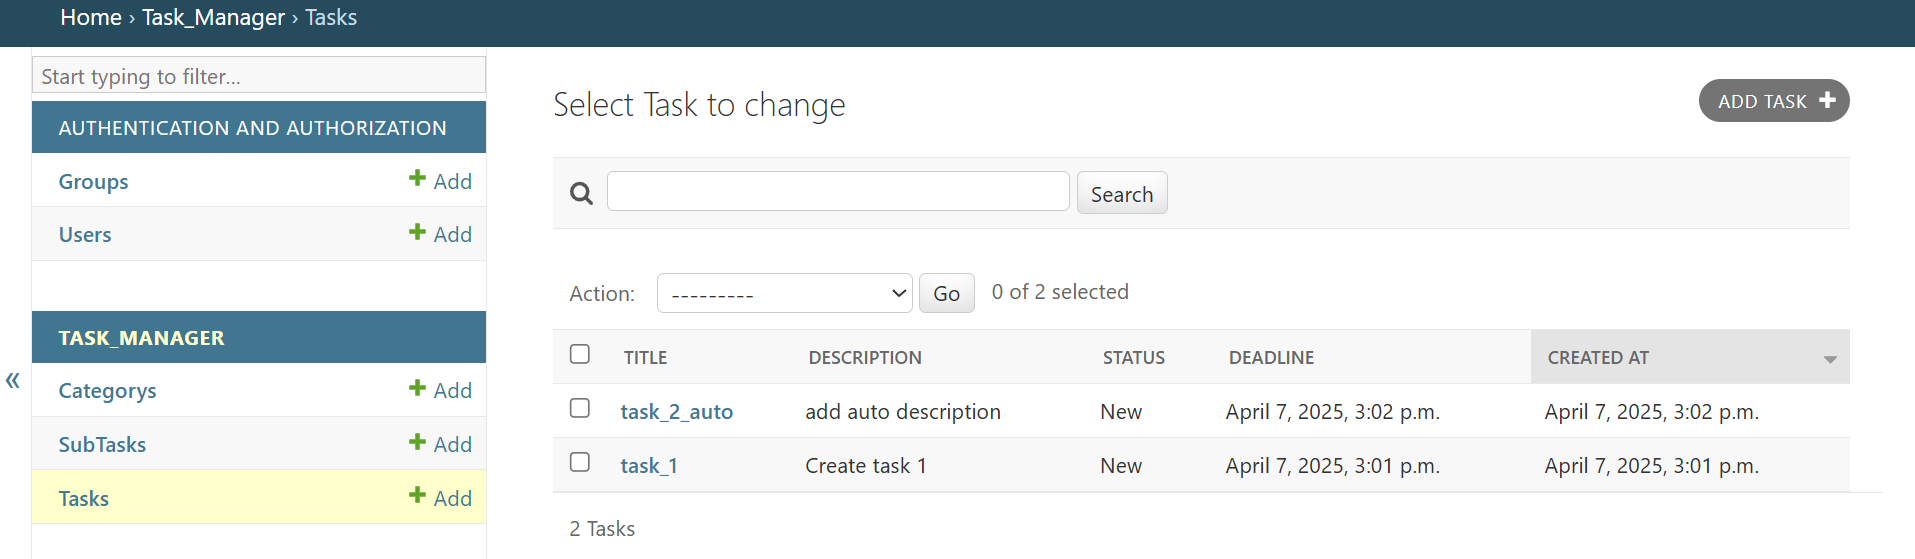 Home › Task_Manager › Tasks
Start typing to filter...
AUTHENTICATION AND AUTHORIZATION
Groups + Add
Users + Add
TASK_MANAGER
Categorys + Add
SubTasks + Add
Tasks + Add
«
Select Task to change
ADD TASK +
Search
Action: --------- Go 0 of 2 selected
TITLE DESCRIPTION STATUS DEADLINE CREATED AT
task_2_auto add auto description New April 7, 2025, 3:02 p.m. April 7, 2025, 3:02 p.m.
task_1 Create task 1 New April 7, 2025, 3:01 p.m. April 7, 2025, 3:01 p.m.
2 Tasks